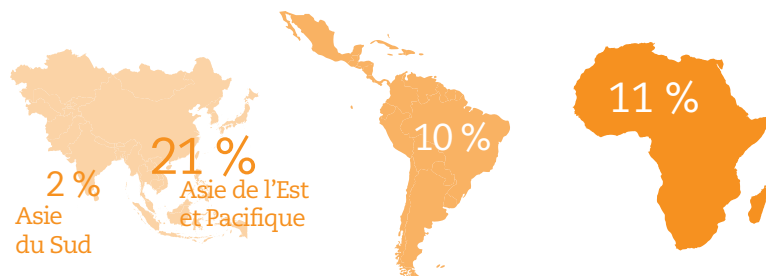 2 %
Asie
du Sud
21 %
Asie de l'Est
et Pacifique
10 %
11 %